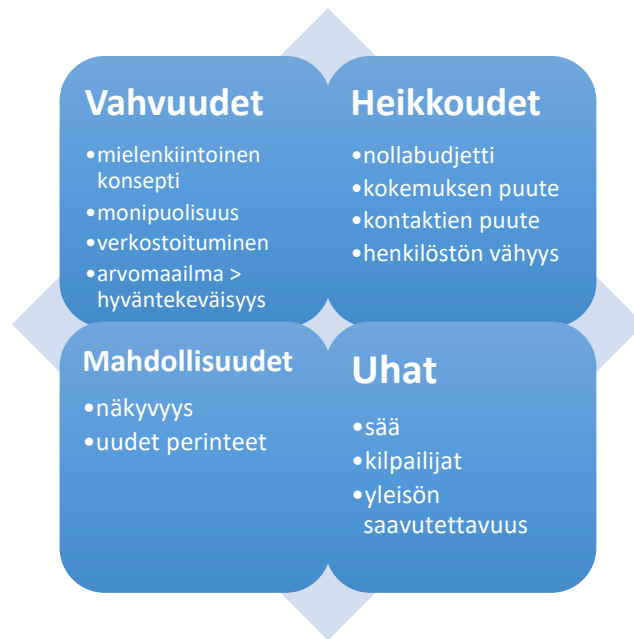 Vahvuudet
•mielenkiintoinen
konsepti
•monipuolisuus
•verkostoituminen
•arvomaailma >
hyväntekeväisyys
Heikkoudet
•nollabudjetti
•kokemuksen puute
•kontaktien puute
•henkilöstön vähyys
Mahdollisuudet
•näkyvyys
•uudet perinteet
Uhat
•sää
•kilpailijat
•yleisön
saavutettavuus